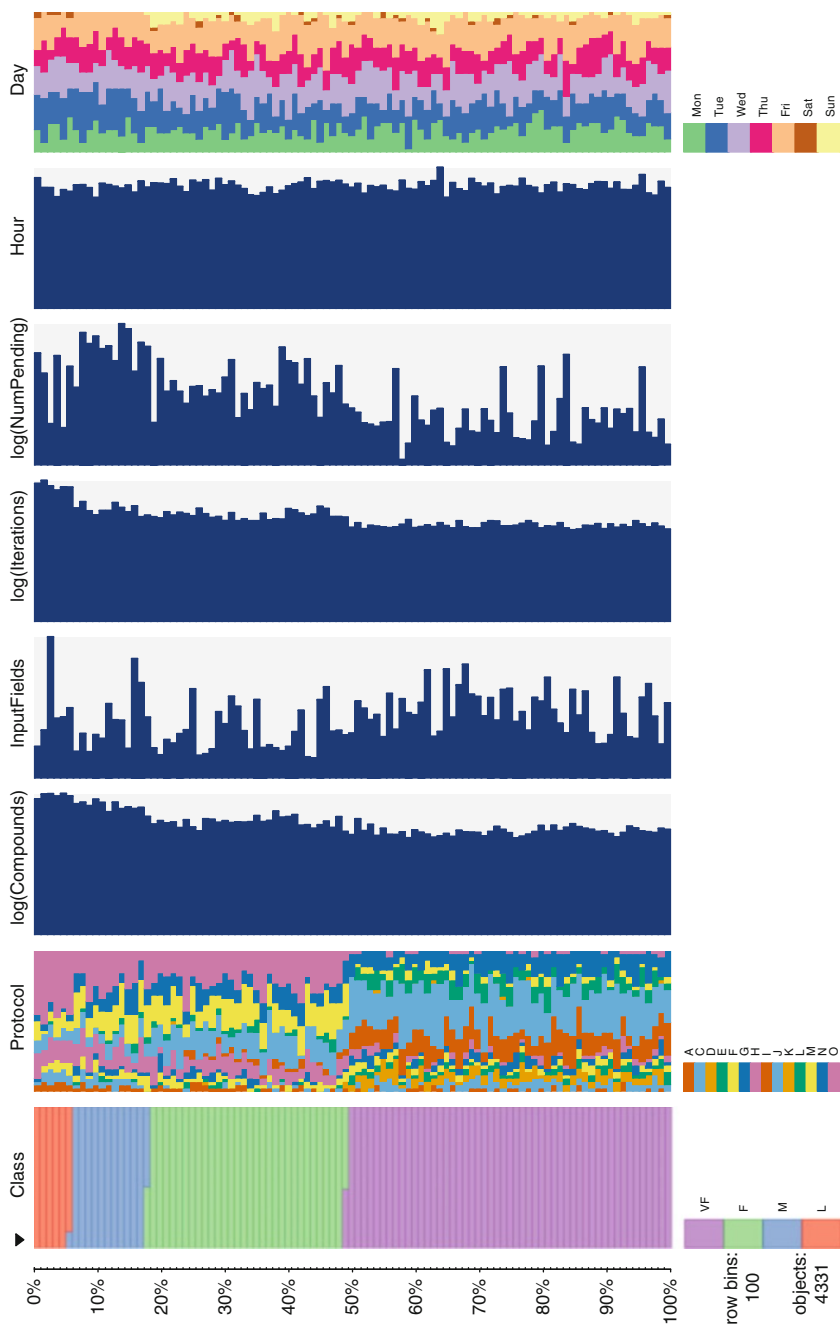 Class
Protocol
log(Compounds)
InputFields
log(Iterations)
log(NumPending)
Hour
Day
0%
10%
20%
30%
40%
50%
60%
70%
80%
90%
100%
row bins:
100
objects:
4331
VF
F
M
L
A
C
D
E
F
G
H
I
J
K
L
M
N
O
Mon
Tue
Wed
Thu
Fri
Sat
Sun